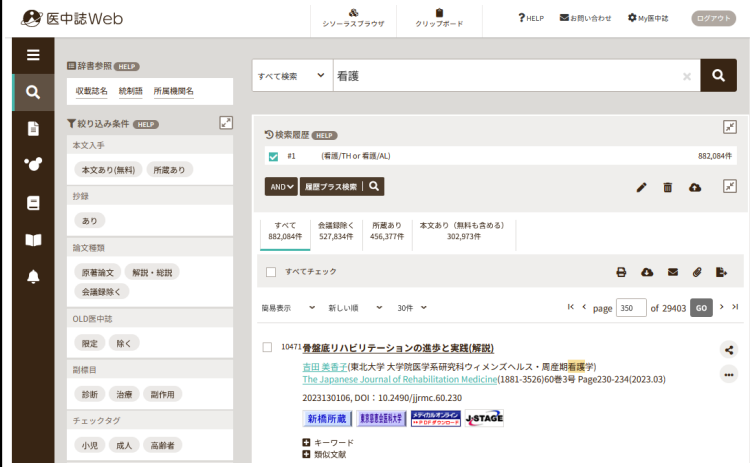 医中誌Web
シソーラスブラウザ
クリップボード
?HELP
お問い合わせ
My医中誌
ログアウト
辞書参照 HELP
収載誌名 統制語 所属機関名
絞り込み条件 HELP
本文入手
本文あり(無料) 所蔵あり
抄録
あり
論文種類
原著論文 解説・総説
会議録除く
OLD医中誌
限定 除く
副標目
診断 治療 副作用
チェックタグ
小児 成人 高齢者
すべて検索 看護
検索履歴 HELP
#1 (看護/TH or 看護/AL) 882,084件
AND 履歴プラス検索
すべて 会議録除く 所蔵あり 本文あり（無料も含める）
882,084件 527,834件 456,377件 302,973件
すべてチェック
簡易表示 新しい順 30件 page 350 of 29403 GO
10471 骨盤底リハビリテーションの進歩と実践(解説)
吉田 美香子(東北大学 大学院医学系研究科ウィメンズヘルス・周産期看護学)
The Japanese Journal of Rehabilitation Medicine(1881-3526)60巻3号 Page230-234(2023.03)
2023130106, DOI：10.2490/jjrmc.60.230
新橋所蔵 東京慈恵会医科大学 メディカルオンライン PDFダウンロード J-STAGE
キーワード
類似文献